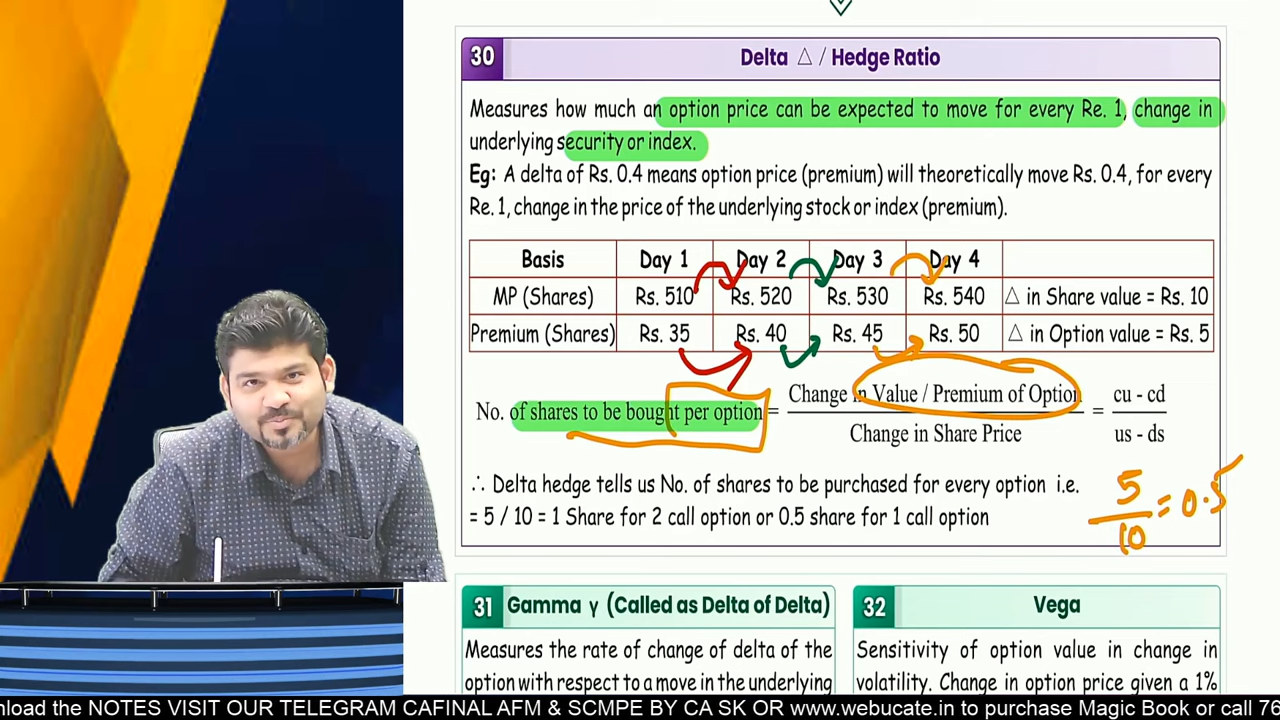 30 Delta △ / Hedge Ratio
Measures how much an option price can be expected to move for every Re. 1, change in
underlying security or index.
Eg: A delta of Rs. 0.4 means option price (premium) will theoretically move Rs. 0.4, for every
Re. 1, change in the price of the underlying stock or index (premium).
Basis Day 1 Day 2 Day 3 Day 4
MP (Shares) Rs. 510 Rs. 520 Rs. 530 Rs. 540 △ in Share value = Rs. 10
Premium (Shares) Rs. 35 Rs. 40 Rs. 45 Rs. 50 △ in Option value = Rs. 5
No. of shares to be bought per option = Change in Value / Premium of Option = cu - cd
Change in Share Price us - ds
∴ Delta hedge tells us No. of shares to be purchased for every option i.e.
= 5 / 10 = 1 Share for 2 call option or 0.5 share for 1 call option
5
10 = 0.5
31 Gamma γ (Called as Delta of Delta)
Measures the rate of change of delta of the
option with respect to a move in the underlying
32 Vega
Sensitivity of option value in change in
volatility. Change in option price given a 1%
nload the NOTES VISIT OUR TELEGRAM CAFINAL AFM & SCMPE BY CA SK OR www.webucate.in to purchase Magic Book or call 76